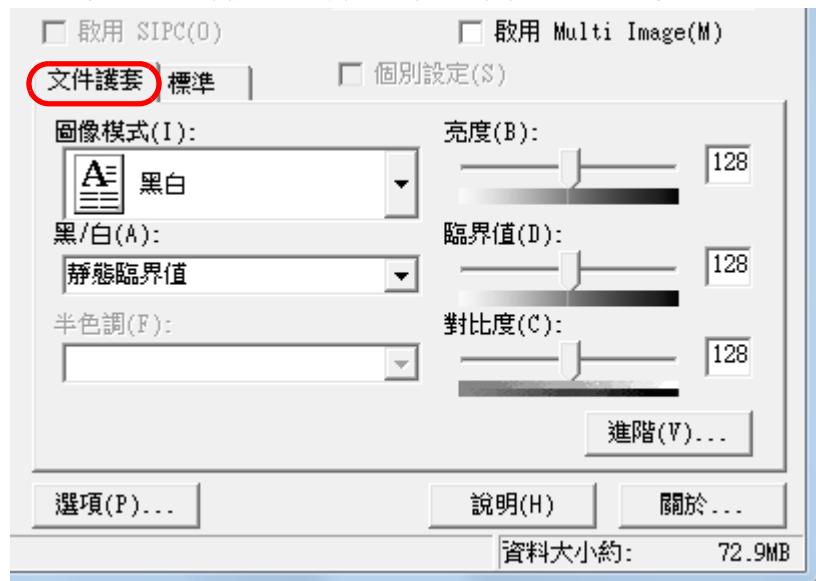 啟用 SIPC(O) 啟用 Multi Image(M)
文件護套 標準 個別設定(S)
圖像模式(I): 亮度(B):
黑白 128
黑/白(A): 臨界值(D):
靜態臨界值 128
半色調(F): 對比度(C):
128
進階(V)...
選項(P)... 說明(H) 關於...
資料大小約: 72.9MB